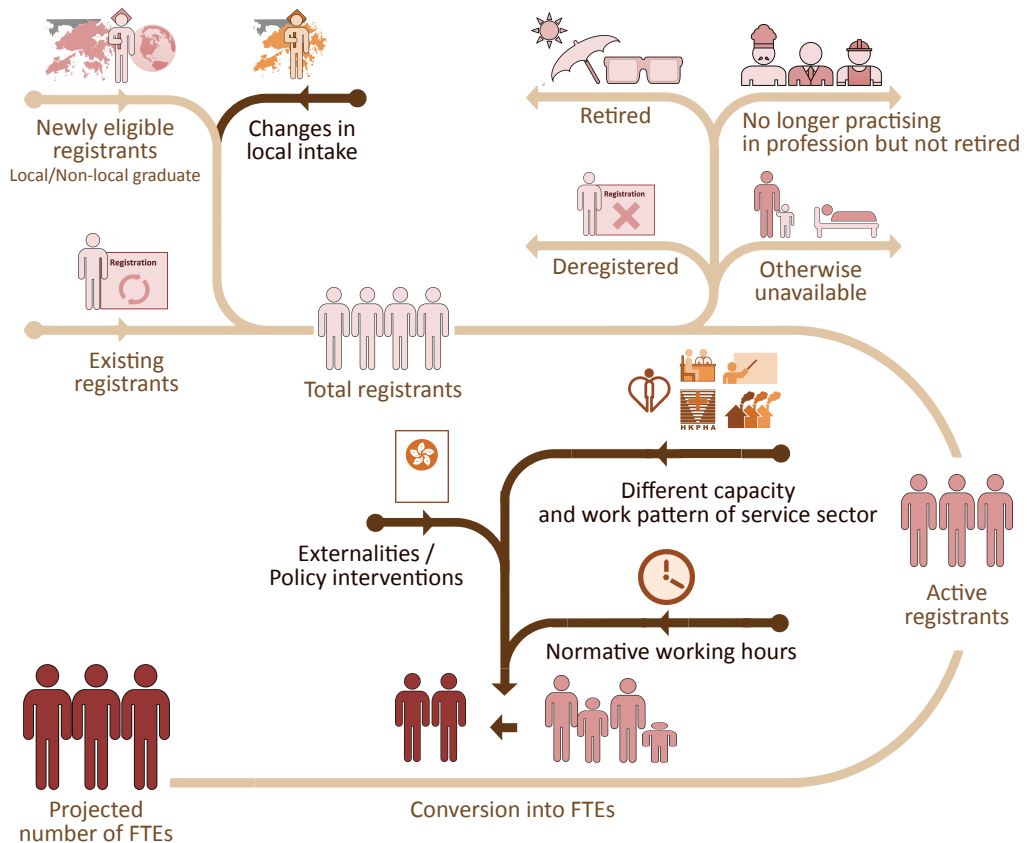 Newly eligible
registrants
Local/Non-local graduate
Changes in
local intake
Retired
No longer practising
in profession but not retired
Registration
Deregistered
Otherwise
unavailable
Registration
Existing
registrants
Total registrants
HKPHA
Different capacity
and work pattern of service sector
Externalities /
Policy interventions
Normative working hours
Active
registrants
Projected
number of FTEs
Conversion into FTEs